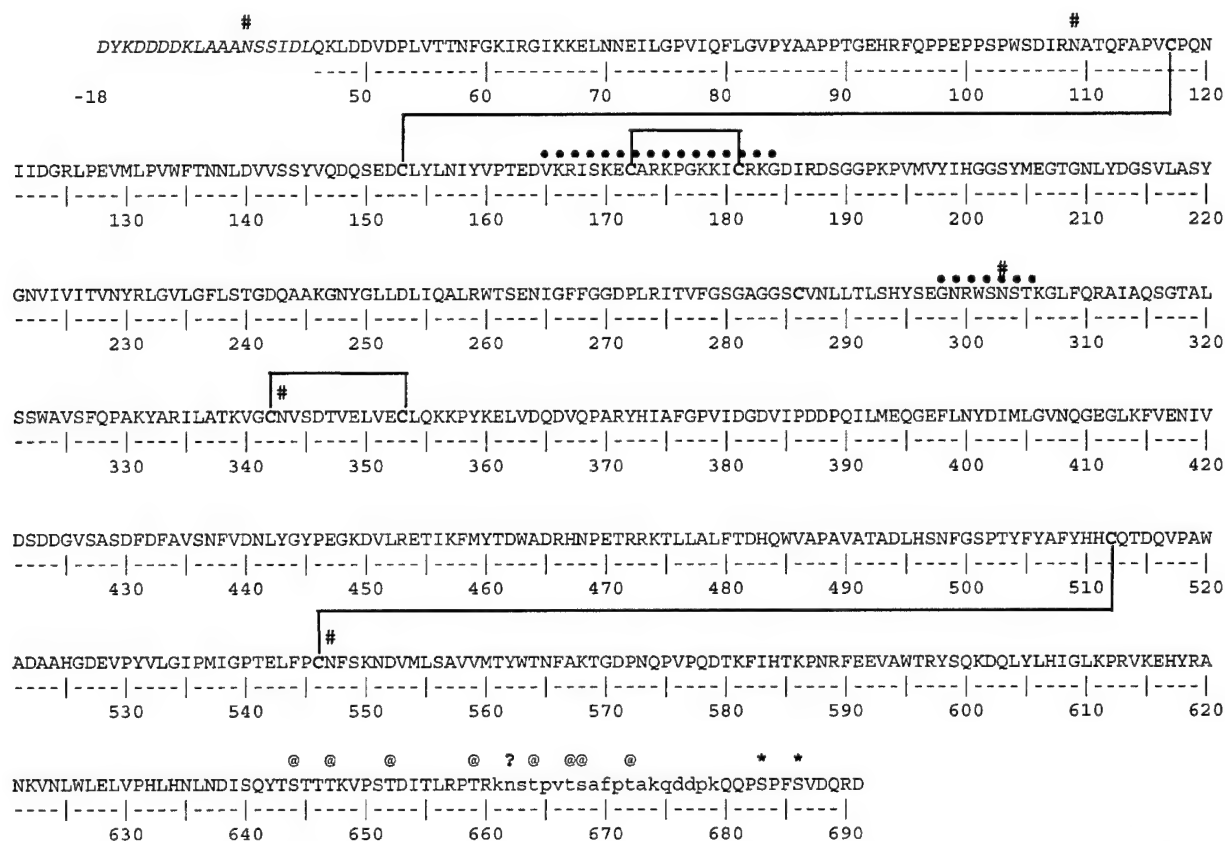 # #
DYKDDDDKLAAANSSIDLQKLDDVDPLVTTNFGKIRGIKKELNNEILGPVIQFLGVPYAAPPTGEHRFQPPEPPSPWSDIRNATQFAPVCPQN
-18 50 60 70 80 90 100 110 120
IIDGRLPEVMLPVWFTNNLDVVSSYVQDQSEDCLYLNIYVPTEDVKRISKECARKPGKKICRKGDIRDSGGPKPVMVYIHGGSYMEGTGNLYDGSVLASY
130 140 150 160 170 180 190 200 210 220
#
GNVIVITVNYRLGVLGFLSTGDQAAKGNYGLLDLIQALRWTSENIGFFGGDPLRITVFGSGAGGSCVNLLTLSHYSEGNRWSNSTKGLFQRAIAQSGTAL
230 240 250 260 270 280 290 300 310 320
#
SSWAVSFQPAKYARILATKVGCNVSDTVELVECLQKKPYKELVDQDVQPARYHIAFGPVIDGDVIPDDPQILMEQGEFLNYDIMLGVNQGEGLKFVENIV
330 340 350 360 370 380 390 400 410 420
DSDDGVSASDFDFAVSNFVDNLYGYPEGKDVLRETIKFMYTDWADRHNPETRRKTLLALFTDHQWVAPAVATADLHSNFGSPTYFYAFYHHCQTDQVPAW
430 440 450 460 470 480 490 500 510 520
#
ADAAHGDEVPYVLGIPMIGPTELFPCNFSKNDVMLSAVVMTYWTNFAKTGDPNQPVPQDTKFIHTKPNRFEEVAWTRYSQKDQLYLHIGLKPRVKEHYRA
530 540 550 560 570 580 590 600 610 620
@ @ @ @ ? @ @ @ @ * *
NKVNLWLELVPHLHNLNDISQYTSTTTKVPSTDITLRPTRknstpvtsafptakqddpkQQPSPFSVDQRD
630 640 650 660 670 680 690